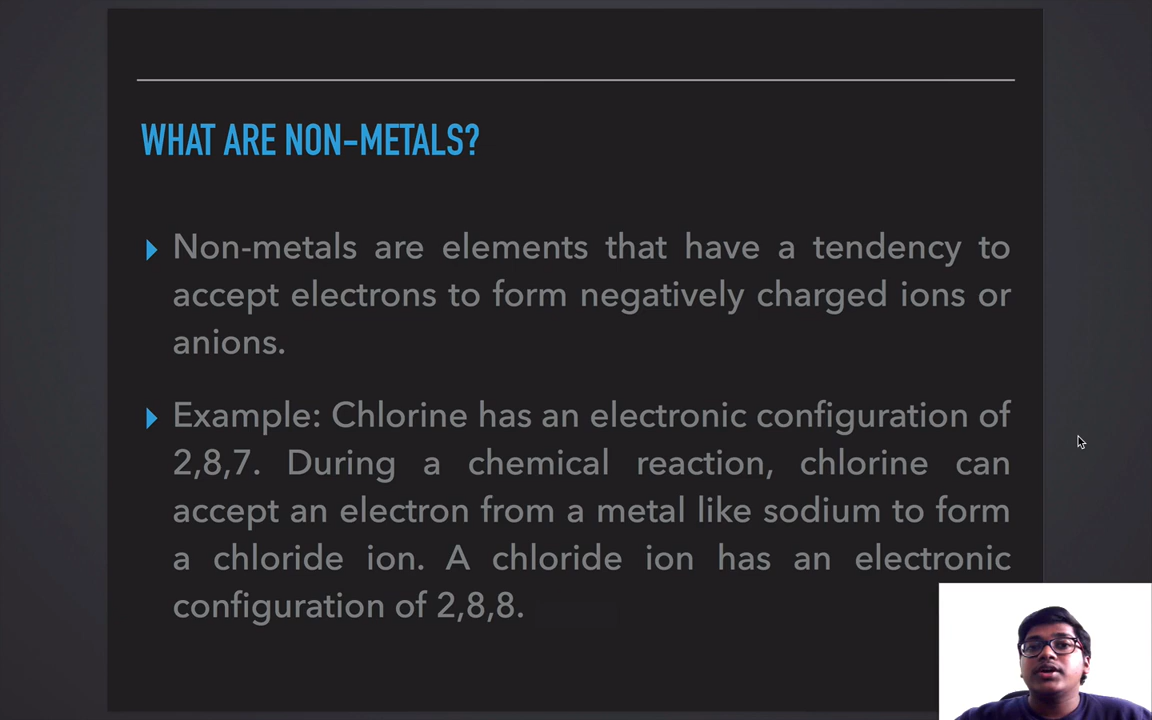 WHAT ARE NON-METALS?
Non-metals are elements that have a tendency to
accept electrons to form negatively charged ions or
anions.
Example: Chlorine has an electronic configuration of
2,8,7. During a chemical reaction, chlorine can
accept an electron from a metal like sodium to form
a chloride ion. A chloride ion has an electronic
configuration of 2,8,8.